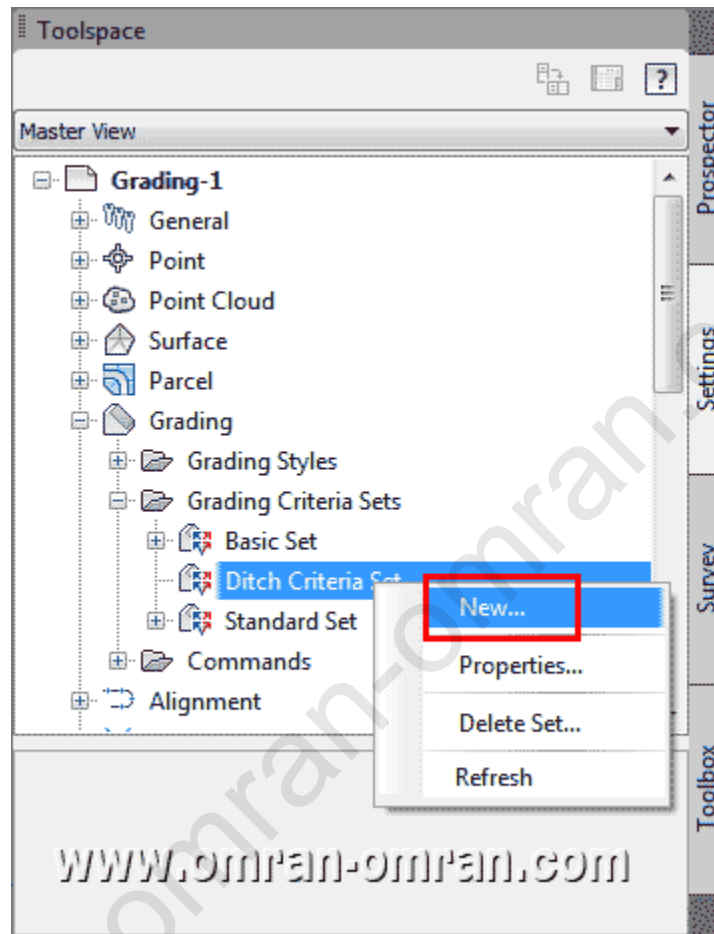 Toolspace
?
Master View
Grading-1
General
Point
Point Cloud
Surface
Parcel
Grading
Grading Styles
Grading Criteria Sets
Basic Set
Ditch Criteria Set
Standard Set
Commands
Alignment
New...
Properties...
Delete Set...
Refresh
Prospector
Settings
Survey
Toolbox
www.omran-omran.com
omran-omran.